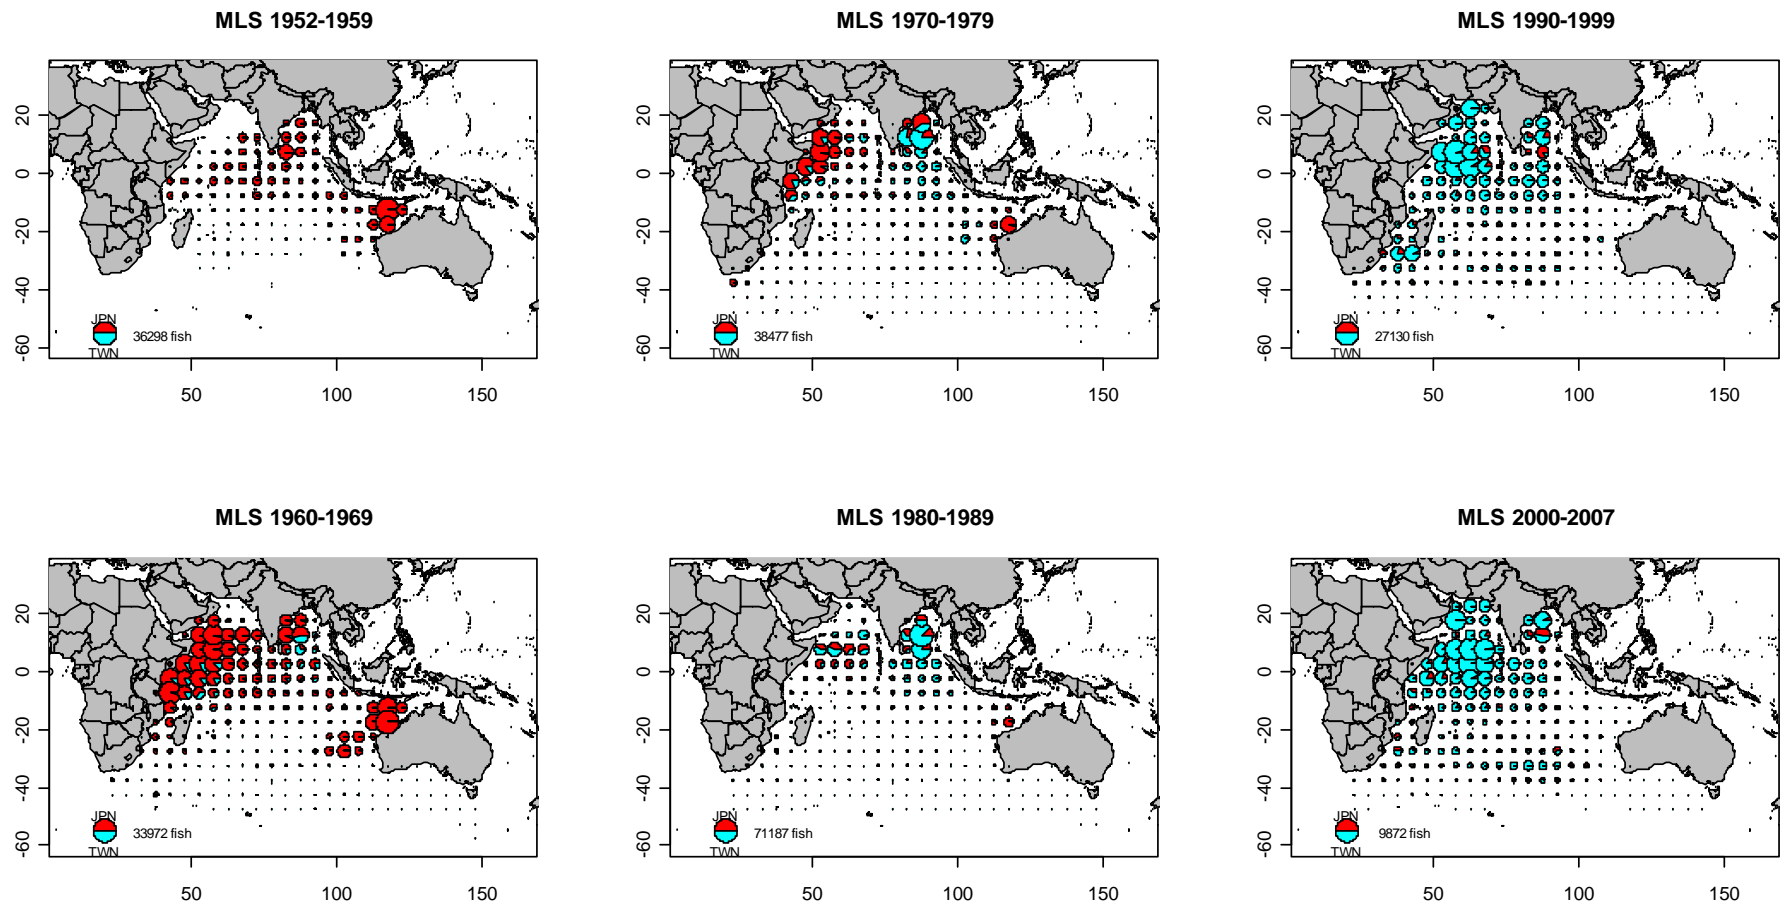 MLS 1952-1959
20
0
-20
-40
-60
JPN
36298 fish
TWN
50 100 150
MLS 1970-1979
20
0
-20
-40
-60
JPN
38477 fish
TWN
50 100 150
MLS 1990-1999
20
0
-20
-40
-60
JPN
27130 fish
TWN
50 100 150
MLS 1960-1969
20
0
-20
-40
-60
JPN
33972 fish
TWN
50 100 150
MLS 1980-1989
20
0
-20
-40
-60
JPN
71187 fish
TWN
50 100 150
MLS 2000-2007
20
0
-20
-40
-60
JPN
9872 fish
TWN
50 100 150